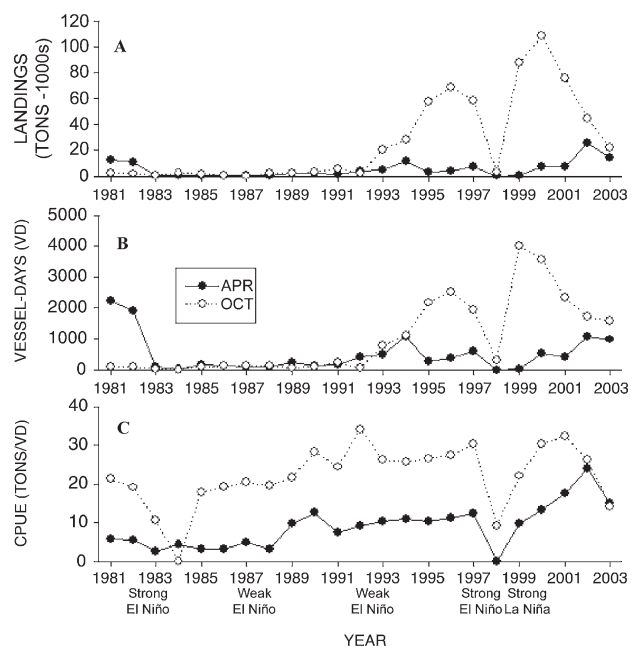 A
LANDINGS
(TONS -1000s)
120
100
80
60
40
20
0
1981 1983 1985 1987 1989 1991 1993 1995 1997 1999 2001 2003
B
VESSEL-DAYS (VD)
5000
4000
3000
2000
1000
0
APR
OCT
1981 1983 1985 1987 1989 1991 1993 1995 1997 1999 2001 2003
C
CPUE (TONS/VD)
40
30
20
10
0
1981 1983 1985 1987 1989 1991 1993 1995 1997 1999 2001 2003
Strong Weak Weak Strong Strong
El Niño El Niño El Niño El Niño La Niña
YEAR